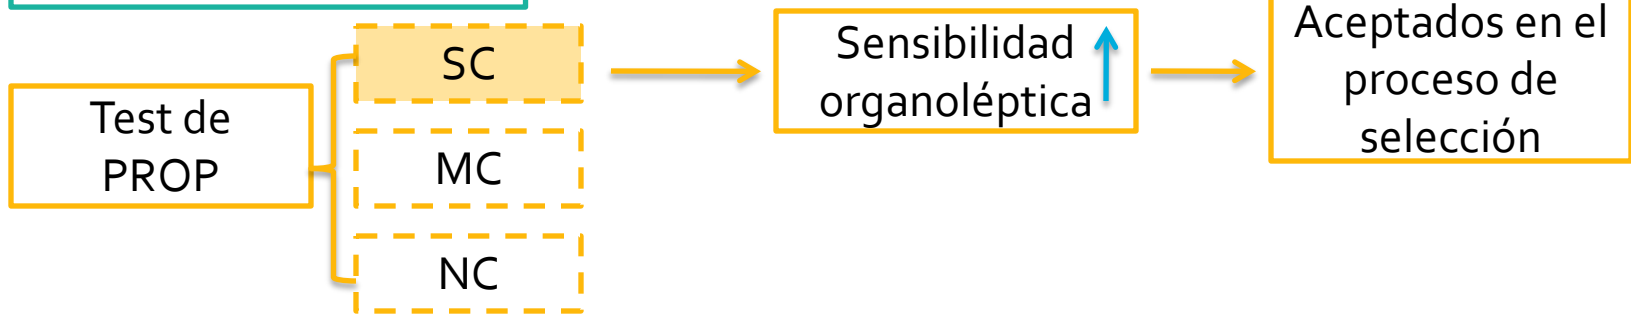 Test de
PROP
SC
MC
NC
Sensibilidad
organoléptica
Aceptados en el
proceso de
selección